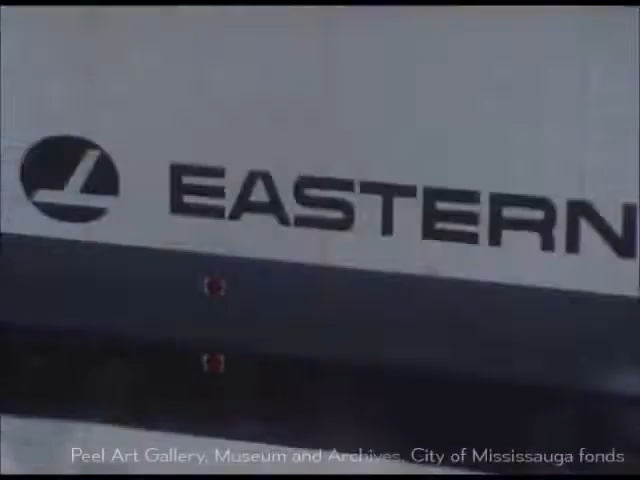 EASTERN
Peel Art Gallery, Museum and Archives, City of Mississauga fonds